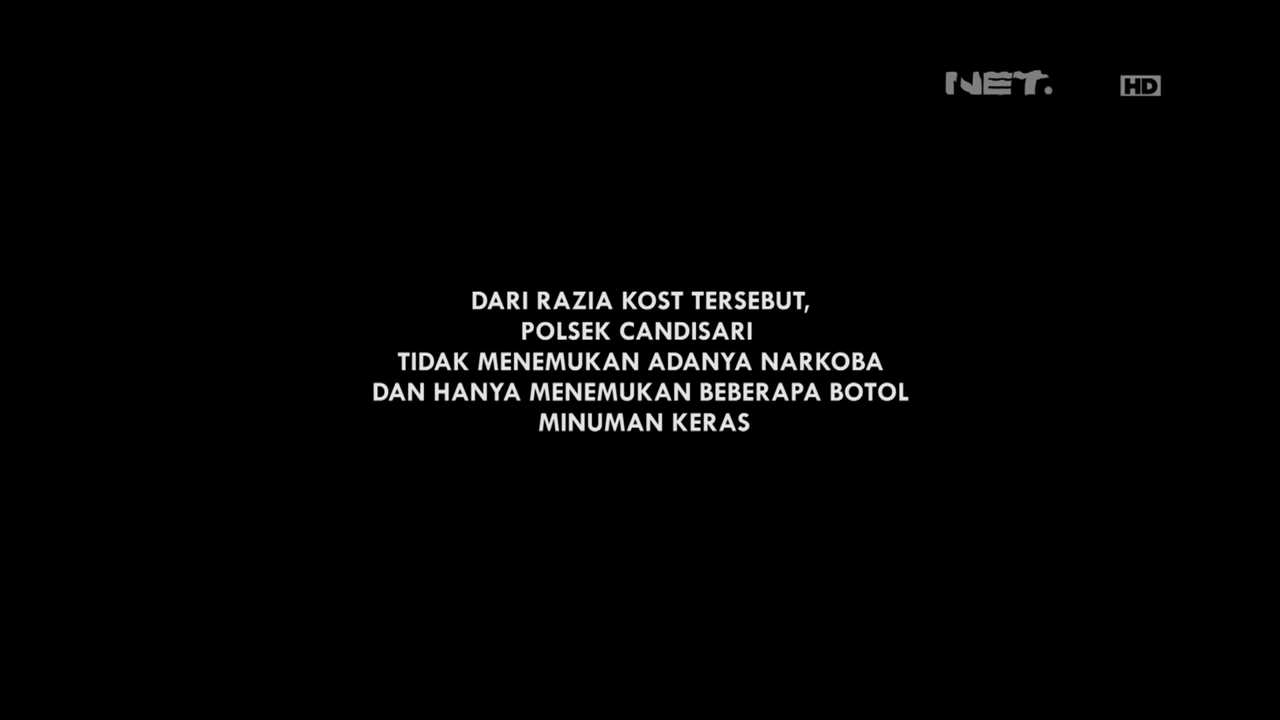 NET. HD
DARI RAZIA KOST TERSEBUT,
POLSEK CANDISARI
TIDAK MENEMUKAN ADANYA NARKOBA
DAN HANYA MENEMUKAN BEBERAPA BOTOL
MINUMAN KERAS